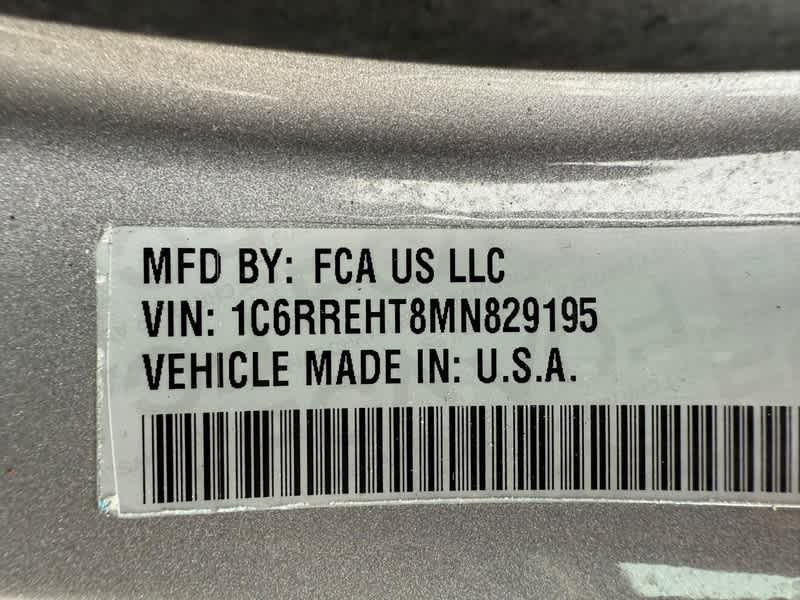 MFD BY: FCA US LLC
VIN: 1C6RREHT8MN829195
VEHICLE MADE IN: U.S.A.